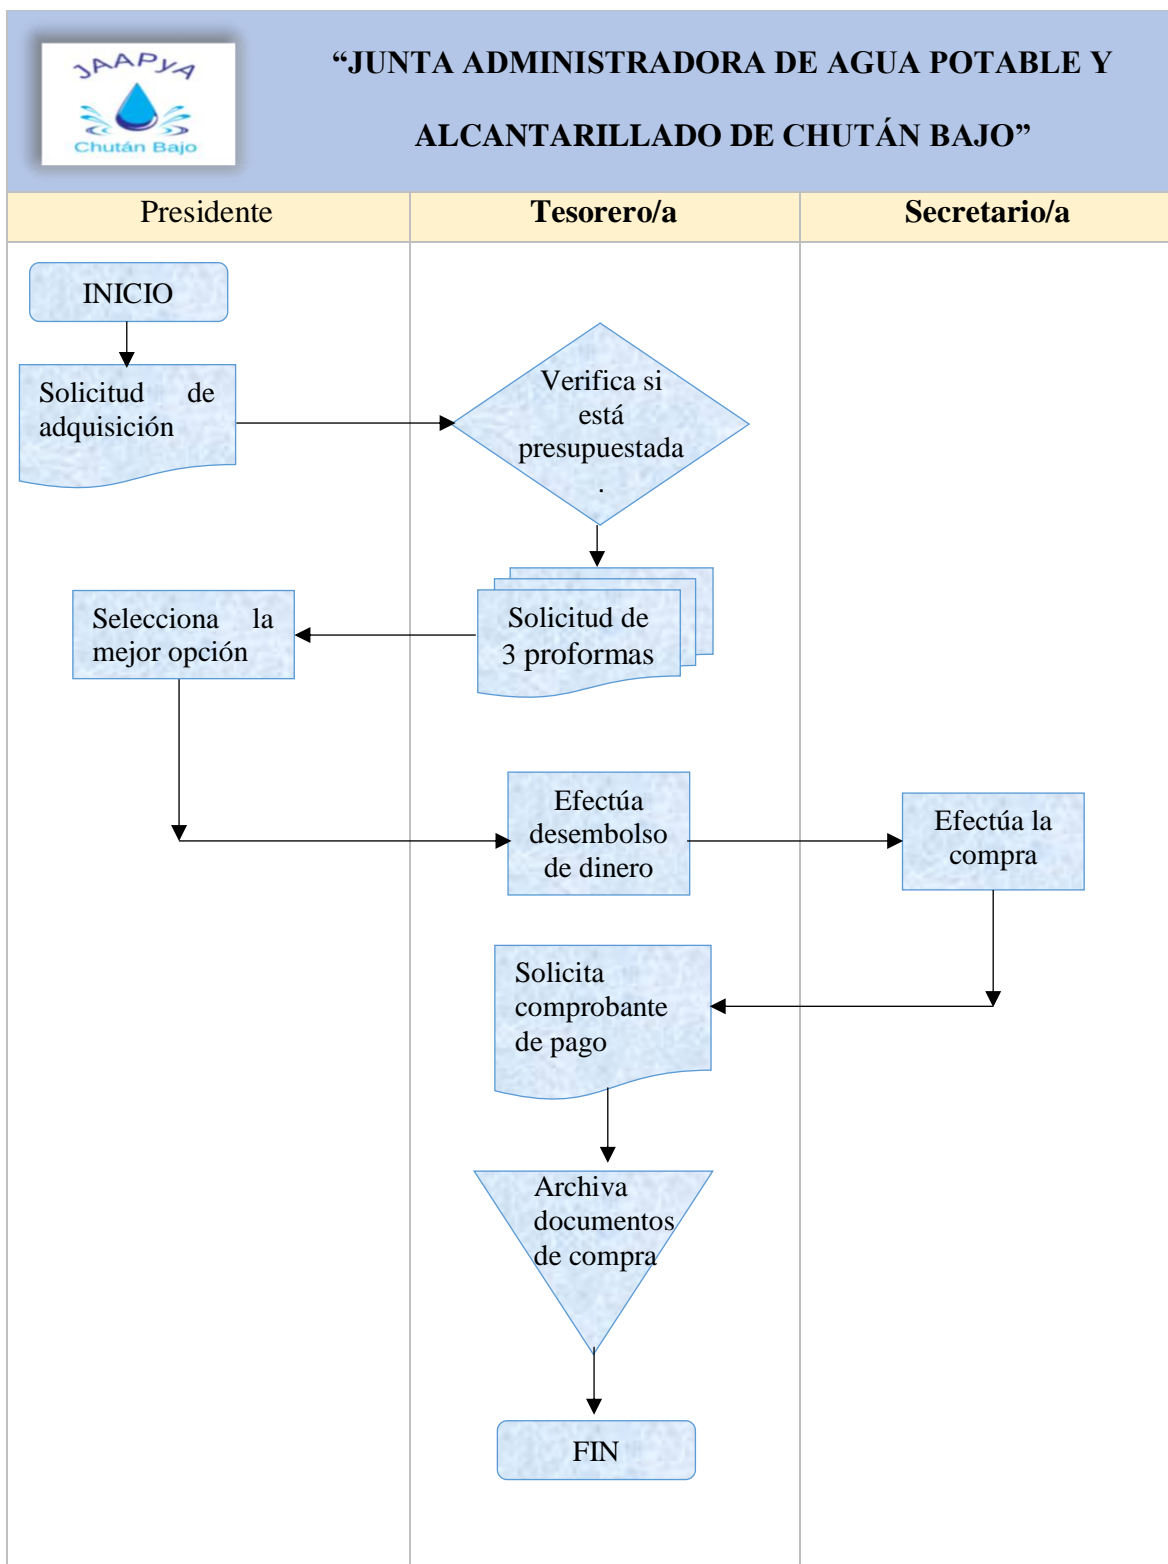 JAAPyA
Chután Bajo
“JUNTA ADMINISTRADORA DE AGUA POTABLE Y
ALCANTARILLADO DE CHUTÁN BAJO”
Presidente
Tesorero/a
Secretario/a
INICIO
Solicitud de
adquisición
Verifica si
está
presupuestada
.
Solicitud de
3 proformas
Selecciona la
mejor opción
Efectúa
desembolso
de dinero
Efectúa la
compra
Solicita
comprobante
de pago
Archiva
documentos
de compra
FIN